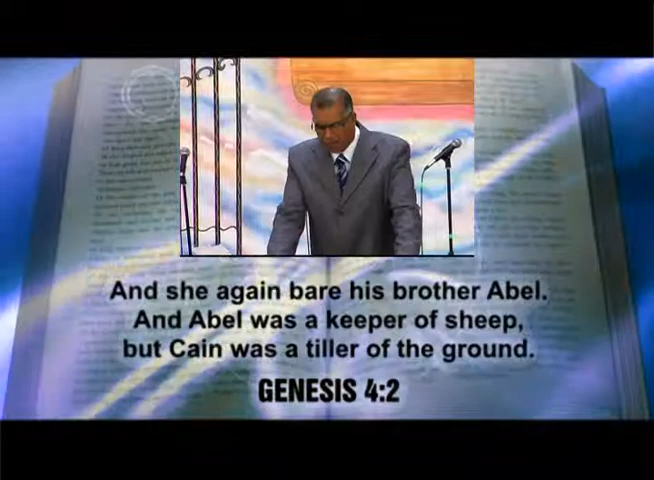 And she again bare his brother Abel.
And Abel was a keeper of sheep,
but Cain was a tiller of the ground.
GENESIS 4:2